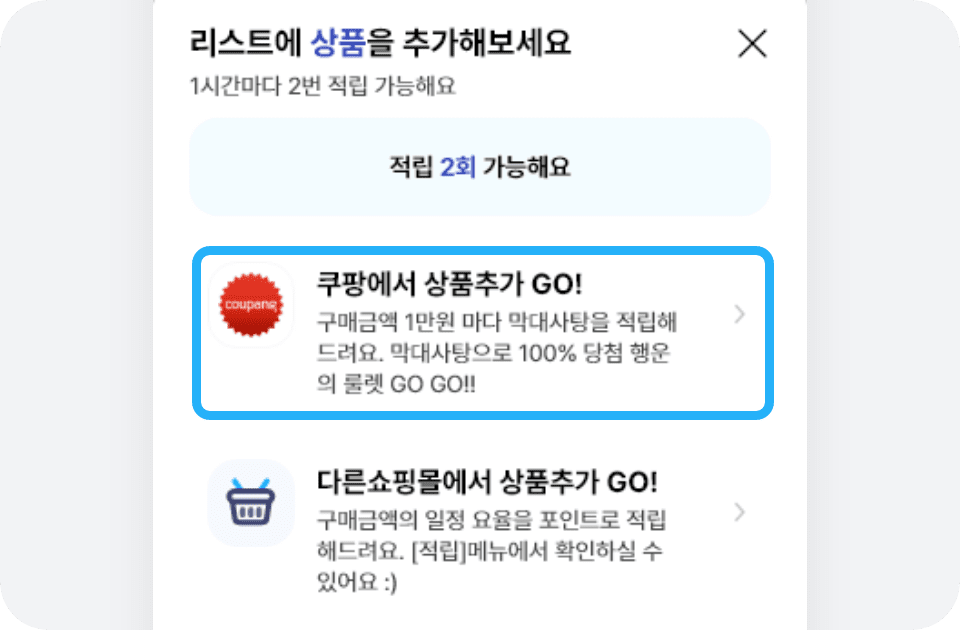 리스트에 상품을 추가해보세요
1시간마다 2번 적립 가능해요
적립 2회 가능해요
coupang
쿠팡에서 상품추가 GO!
구매금액 1만원 마다 막대사탕을 적립해
드려요. 막대사탕으로 100% 당첨 행운
의 룰렛 GO GO!!
다른쇼핑몰에서 상품추가 GO!
구매금액의 일정 요율을 포인트로 적립
해드려요. [적립]메뉴에서 확인하실 수
있어요 :)